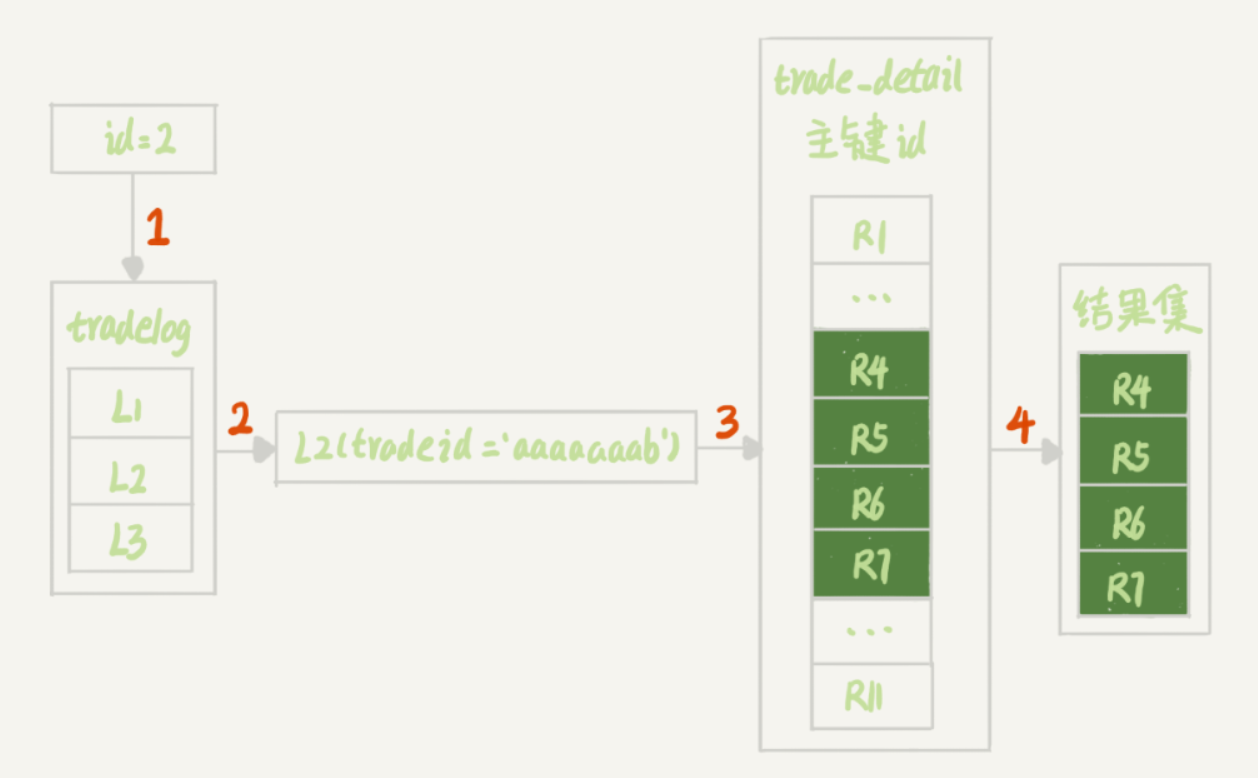 id=2
1
tradelog
L1
L2
L3
2
L2(tradeid='aaaaaaab')
3
trade_detail
主键id
R1
...
R4
R5
R6
R7
...
R11
4
结果集
R4
R5
R6
R7